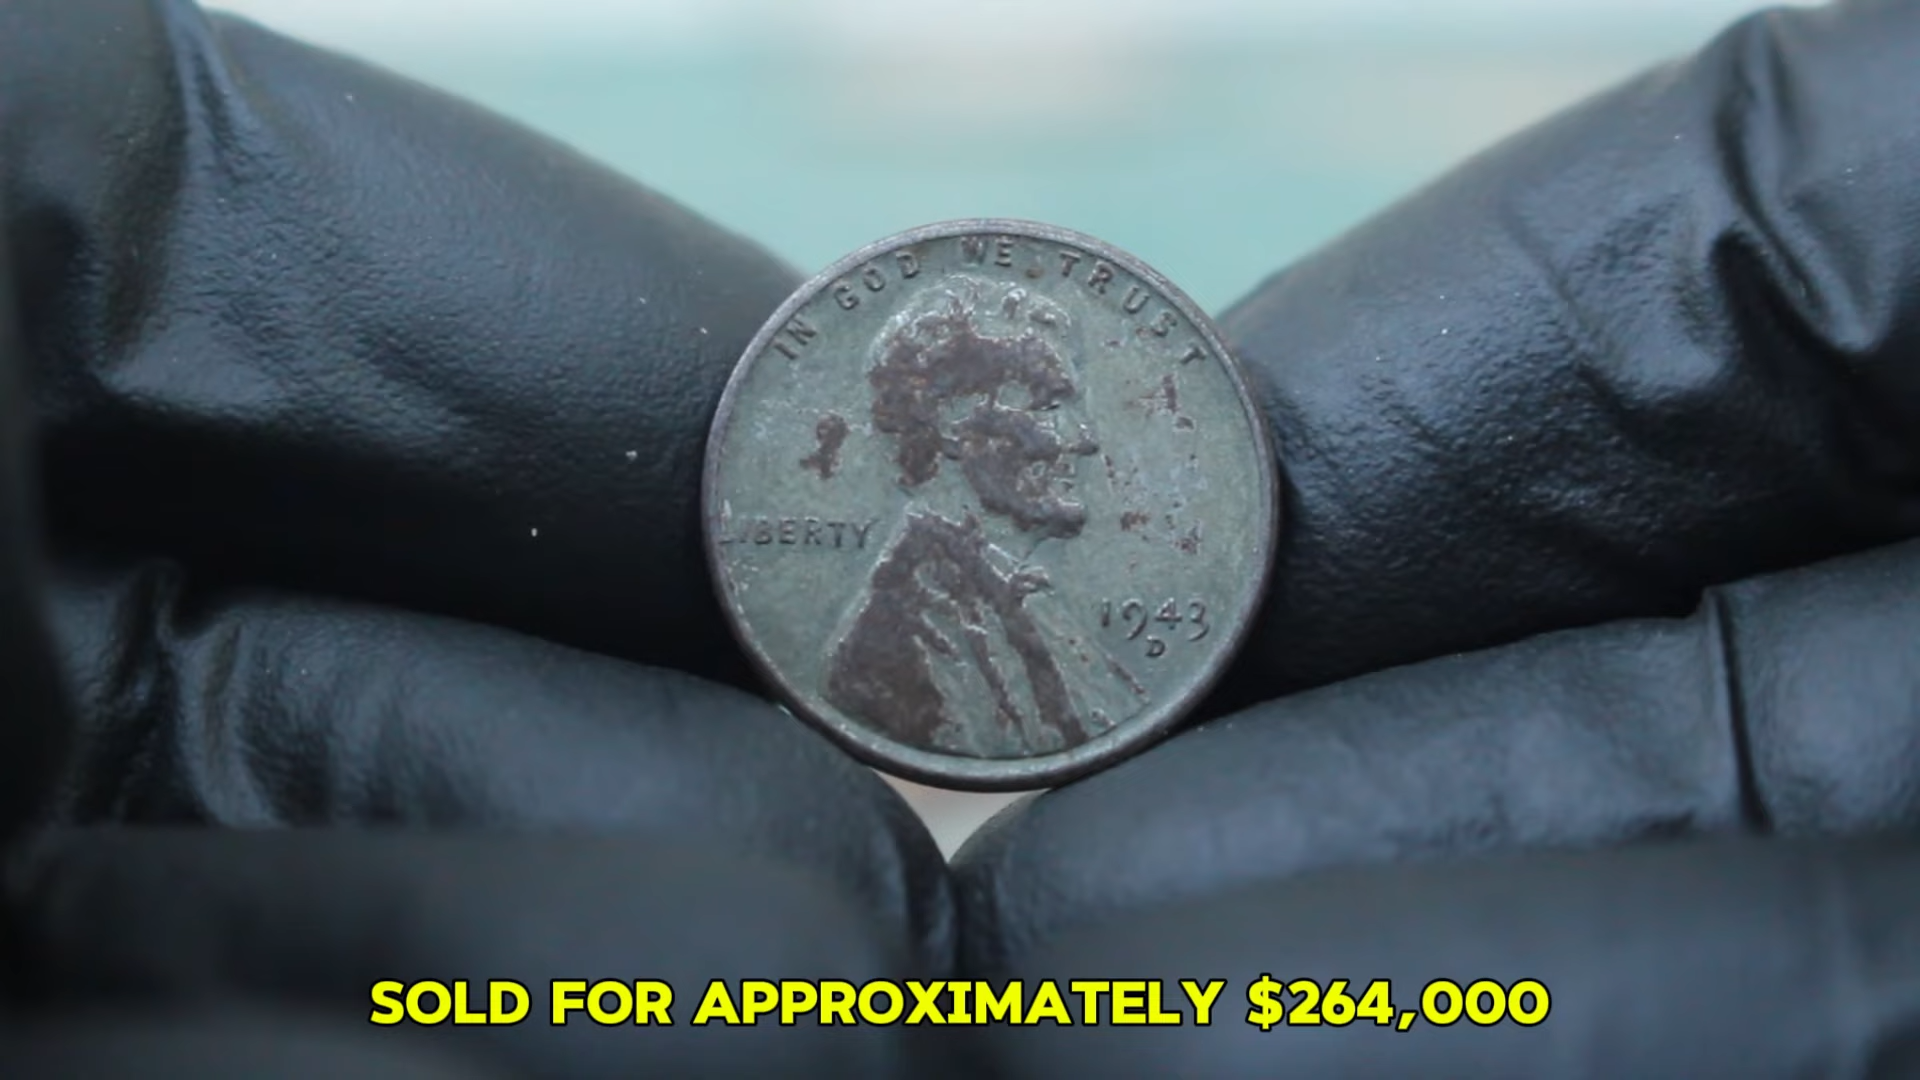 IN GOD WE TRUST
LIBERTY
1943
D
SOLD FOR APPROXIMATELY $264,000